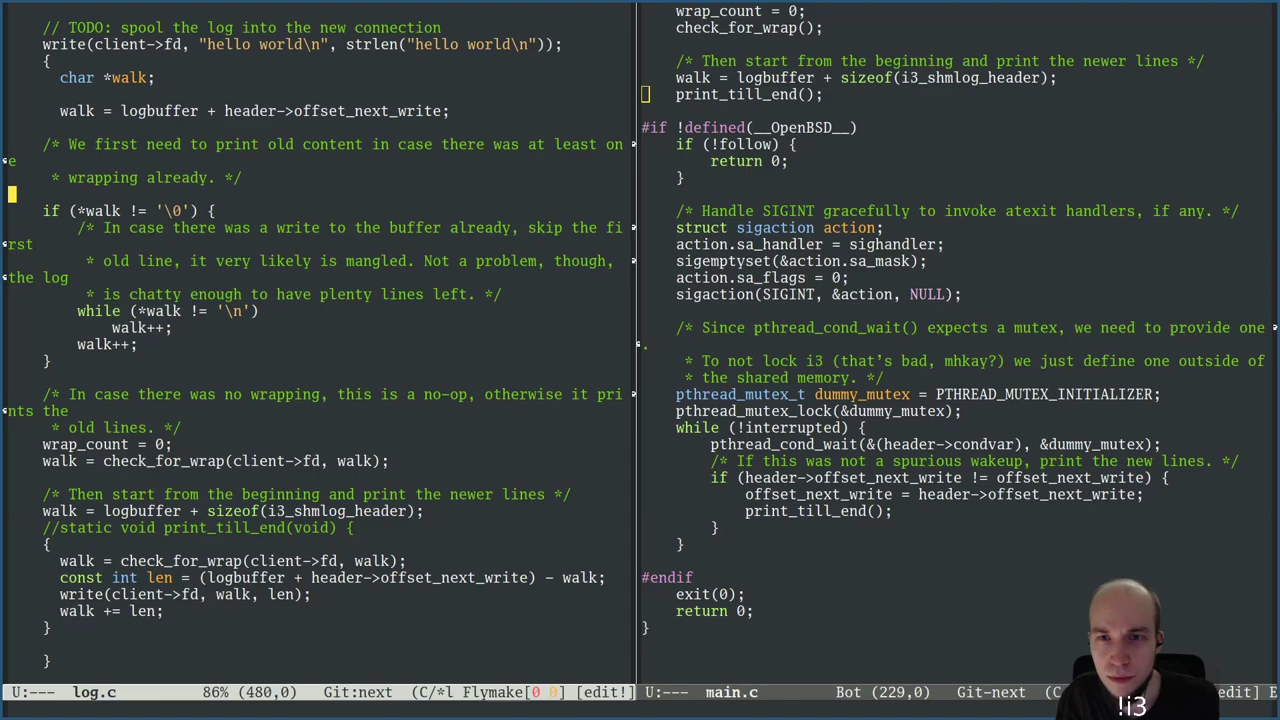 // TODO: spool the log into the new connection
write(client->fd, "hello world\n", strlen("hello world\n"));
{
char *walk;
walk = logbuffer + header->offset_next_write;
/* We first need to print old content in case there was at least on
e
* wrapping already. */
if (*walk != '\0') {
/* In case there was a write to the buffer already, skip the fi
rst
* old line, it very likely is mangled. Not a problem, though,
the log
* is chatty enough to have plenty lines left. */
while (*walk != '\n')
walk++;
walk++;
}
/* In case there was no wrapping, this is a no-op, otherwise it pri
nts the
* old lines. */
wrap_count = 0;
walk = check_for_wrap(client->fd, walk);
/* Then start from the beginning and print the newer lines */
walk = logbuffer + sizeof(i3_shmlog_header);
//static void print_till_end(void) {
{
walk = check_for_wrap(client->fd, walk);
const int len = (logbuffer + header->offset_next_write) - walk;
write(client->fd, walk, len);
walk += len;
}
}
U:--- log.c 86% (480,0) Git:next (C/*l Flymake[0 0] [edit!]
wrap_count = 0;
check_for_wrap();
/* Then start from the beginning and print the newer lines */
walk = logbuffer + sizeof(i3_shmlog_header);
print_till_end();
#if !defined(__OpenBSD__)
if (!follow) {
return 0;
}
/* Handle SIGINT gracefully to invoke atexit handlers, if any. */
struct sigaction action;
action.sa_handler = sighandler;
sigemptyset(&action.sa_mask);
action.sa_flags = 0;
sigaction(SIGINT, &action, NULL);
/* Since pthread_cond_wait() expects a mutex, we need to provide one
.
* To not lock i3 (that's bad, mhkay?) we just define one outside of
* the shared memory. */
pthread_mutex_t dummy_mutex = PTHREAD_MUTEX_INITIALIZER;
pthread_mutex_lock(&dummy_mutex);
while (!interrupted) {
pthread_cond_wait(&(header->condvar), &dummy_mutex);
/* If this was not a spurious wakeup, print the new lines. */
if (header->offset_next_write != offset_next_write) {
offset_next_write = header->offset_next_write;
print_till_end();
}
}
#endif
exit(0);
return 0;
}
U:--- main.c Bot (229,0) Git-next (C edit] E
!i3